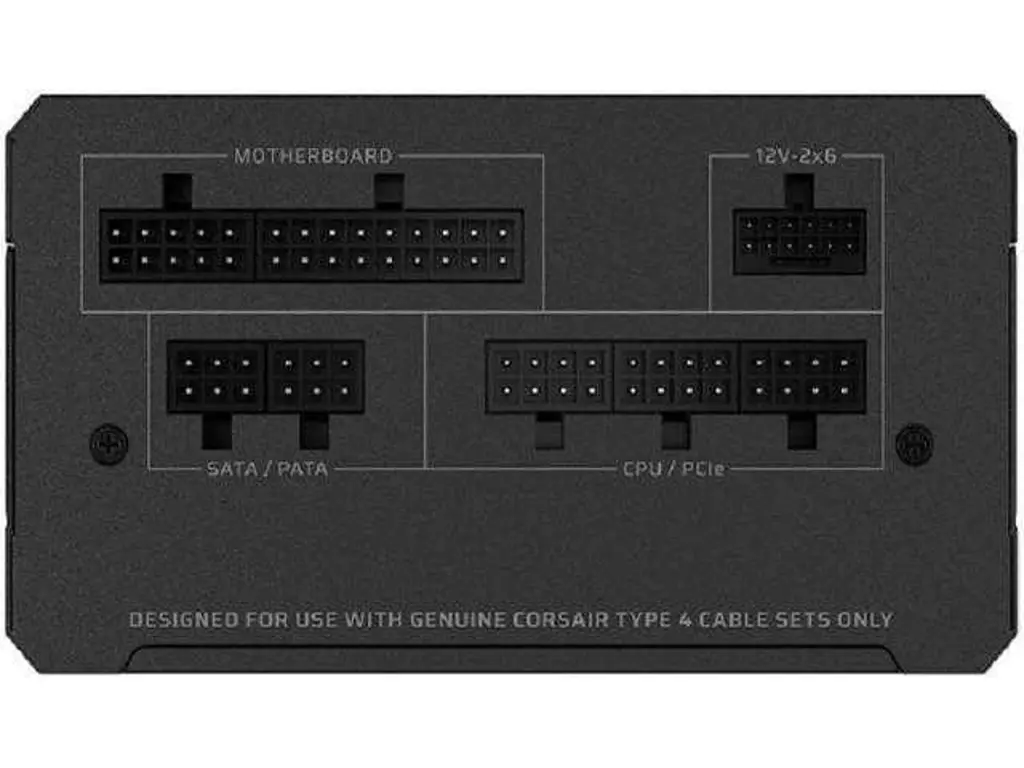 MOTHERBOARD
12V-2x6
SATA / PATA
CPU / PCIe
DESIGNED FOR USE WITH GENUINE CORSAIR TYPE 4 CABLE SETS ONLY